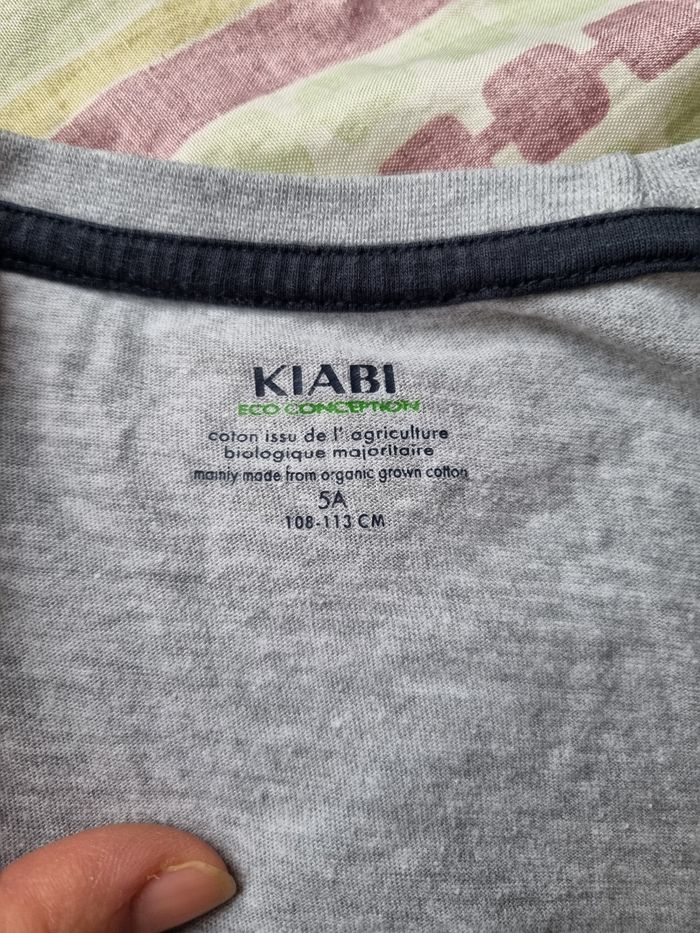 KIABI
ECO CONCEPTION
coton issu de l'agriculture
biologique majoritaire
mainly made from organic grown cotton
5A
108-113 CM